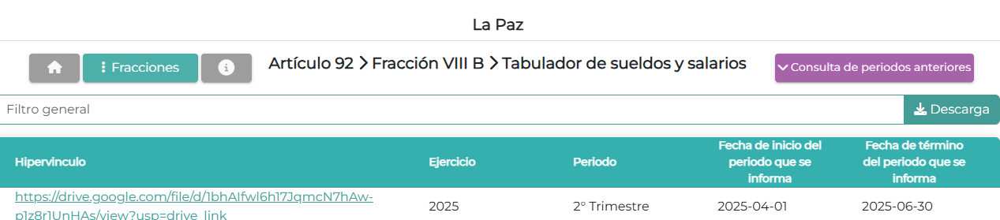 La Paz
Fracciones
Artículo 92 > Fracción VIII B > Tabulador de sueldos y salarios
Consulta de periodos anteriores
Filtro general
Descarga
Hipervinculo
Ejercicio
Periodo
Fecha de inicio del
periodo que se
informa
Fecha de término
del periodo que se
informa
https://drive.google.com/file/d/1bhAIfwl6h17JqmcN7hAw-
p1z8r1UnHAs/view?usp=drive_link
2025
2° Trimestre
2025-04-01
2025-06-30